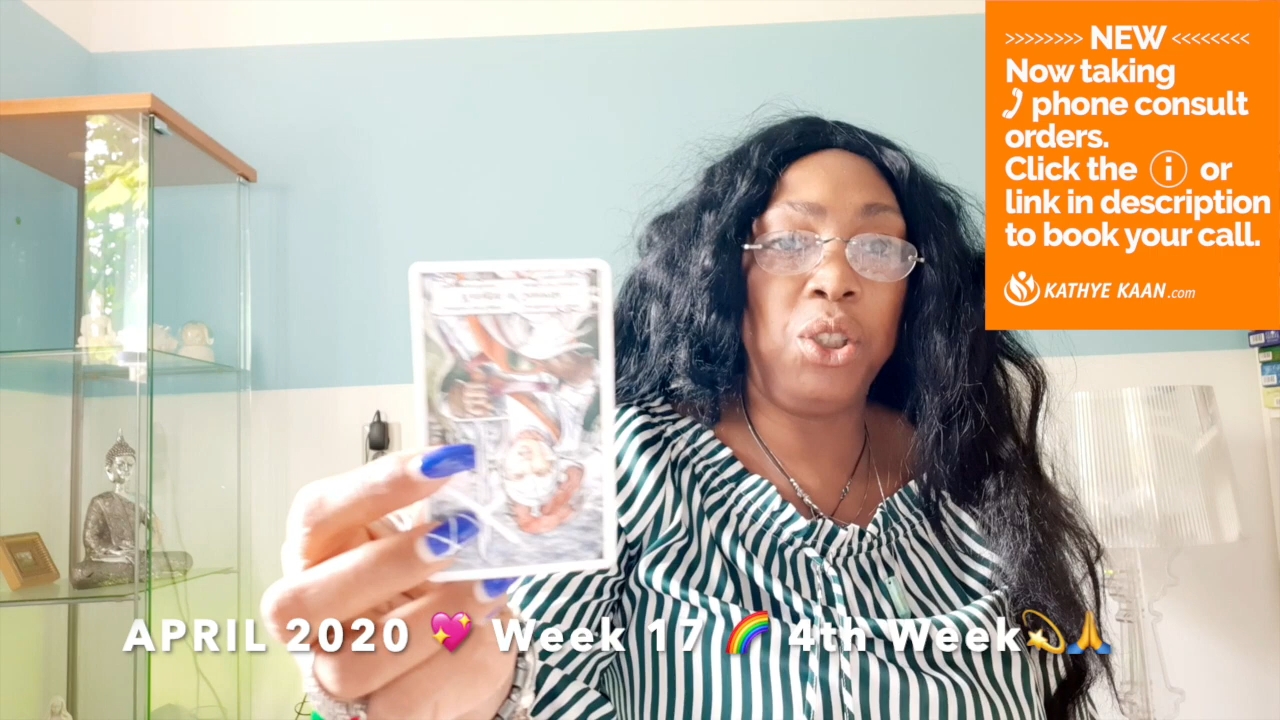 >>>>>>>> NEW <<<<<<<<
Now taking
phone consult
orders.
Click the ⓘ or
link in description
to book your call.
KATHYE KAAN.com
APRIL 2020 💖 Week 17 🌈 4th Week💫🙏